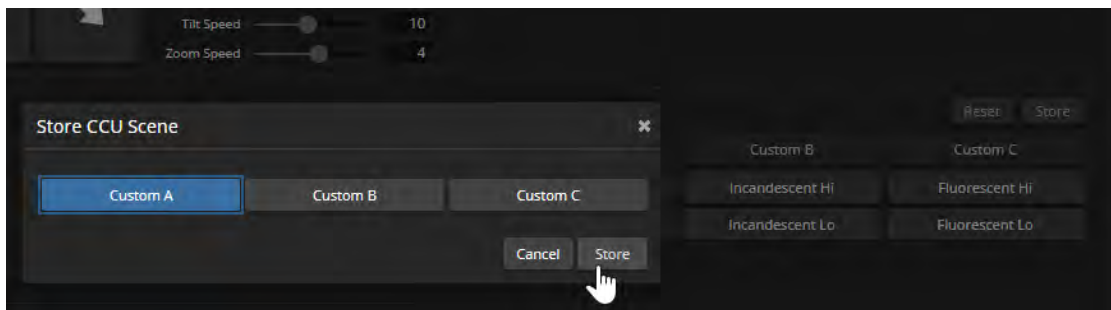 Tilt Speed 10
Zoom Speed 4
Reset Store
Store CCU Scene
Custom B Custom C
Custom A Custom B Custom C
Incandescent Hi Fluorescent Hi
Incandescent Lo Fluorescent Lo
Cancel Store